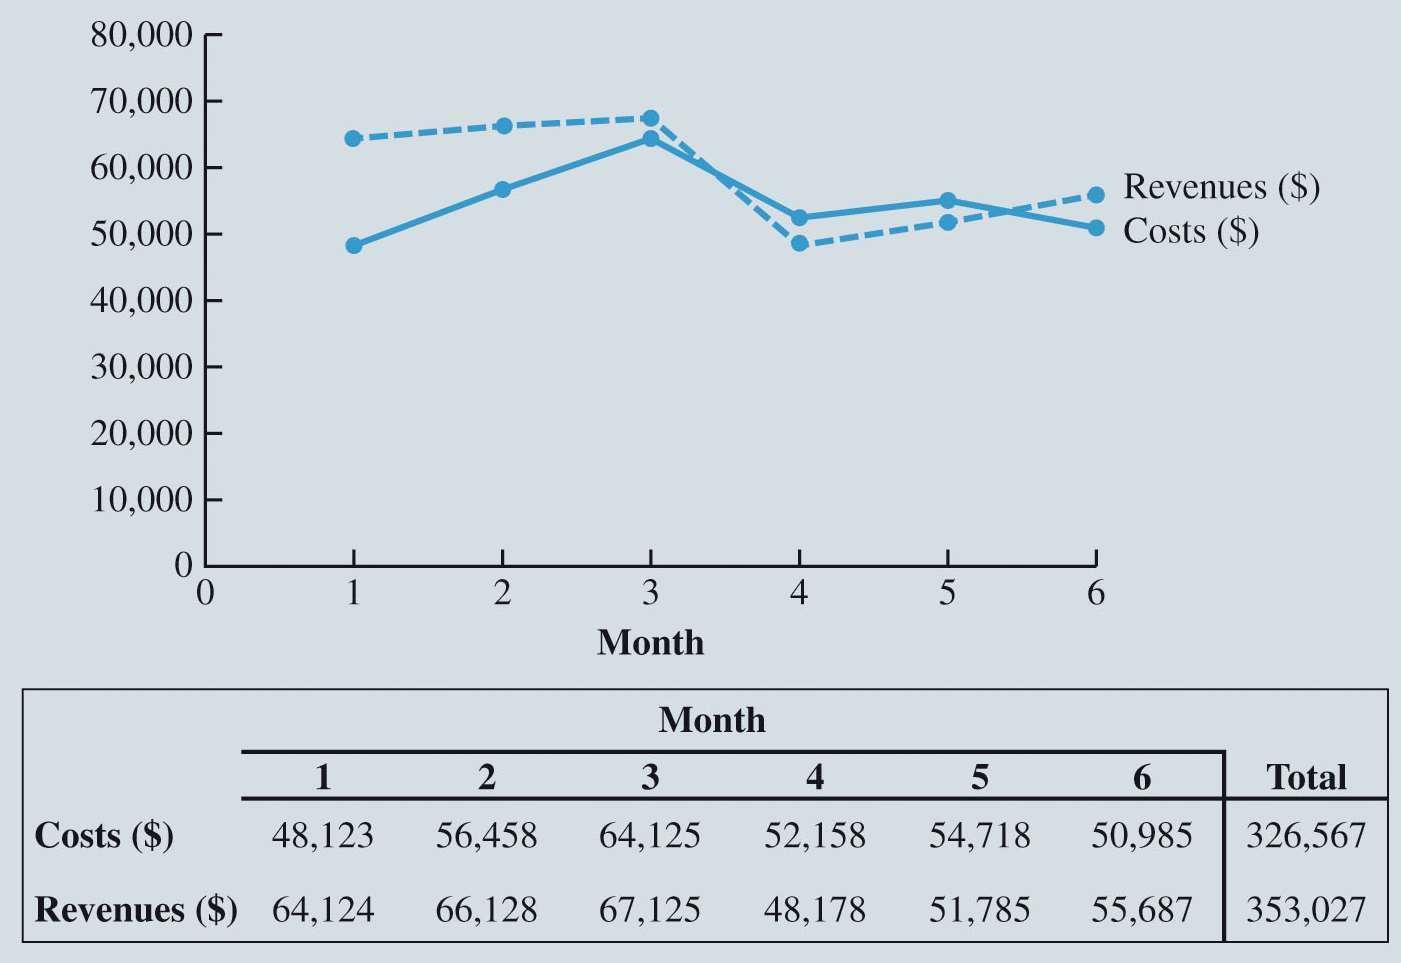 80,000
70,000
60,000
50,000
40,000
30,000
20,000
10,000
0
Revenues ($)
Costs ($)
0 1 2 3 4 5 6
Month
Month
1 2 3 4 5 6 Total
Costs ($) 48,123 56,458 64,125 52,158 54,718 50,985 326,567
Revenues ($) 64,124 66,128 67,125 48,178 51,785 55,687 353,027